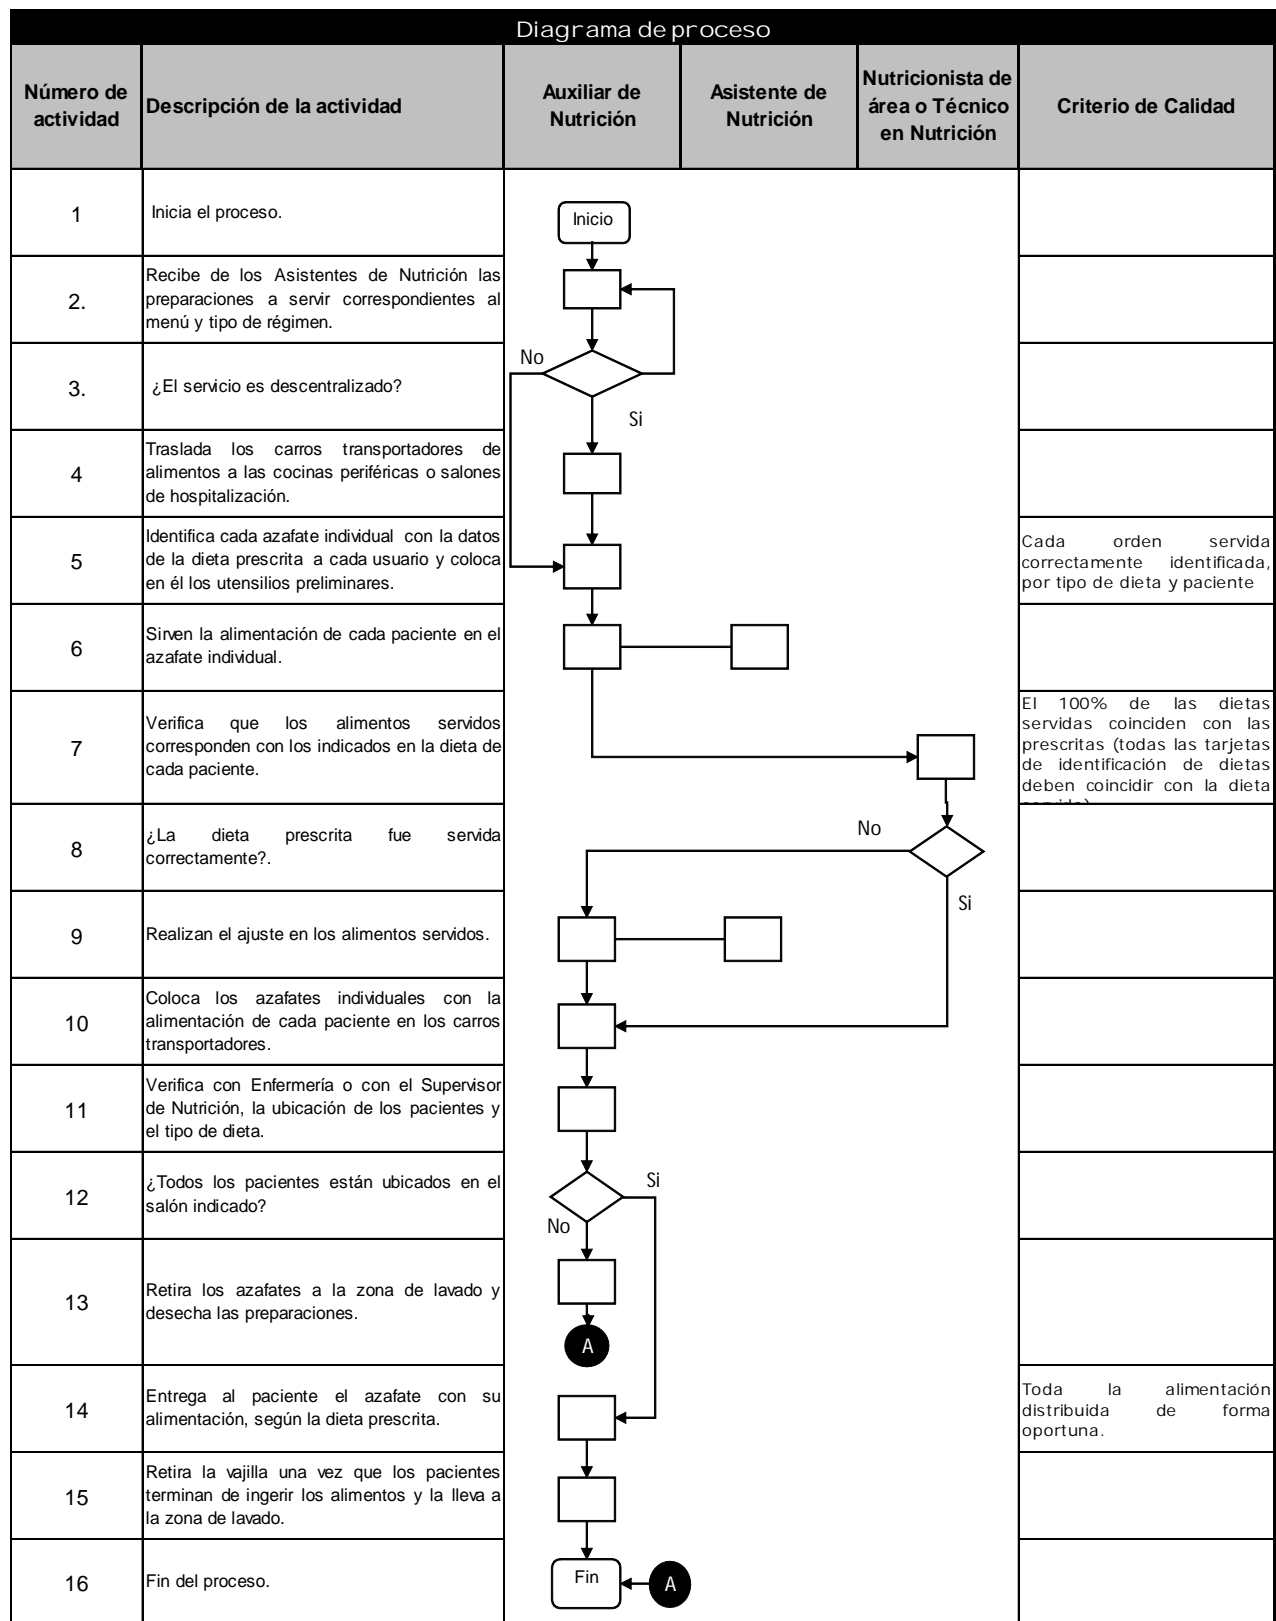 Diagrama de proceso
Número de
actividad
Descripción de la actividad
Auxiliar de
Nutrición
Asistente de
Nutrición
Nutricionista de
área o Técnico
en Nutrición
Criterio de Calidad
1
Inicia el proceso.
Inicio
2.
Recibe de los Asistentes de Nutrición las
preparaciones a servir correspondientes al
menú y tipo de régimen.
3.
¿El servicio es descentralizado?
No
Si
4
Traslada los carros transportadores de
alimentos a las cocinas periféricas o salones
de hospitalización.
5
Identifica cada azafate individual con la datos
de la dieta prescrita a cada usuario y coloca
en él los utensilios preliminares.
Cada orden servida
correctamente identificada,
por tipo de dieta y paciente
6
Sirven la alimentación de cada paciente en el
azafate individual.
7
Verifica que los alimentos servidos
corresponden con los indicados en la dieta de
cada paciente.
El 100% de las dietas
servidas coinciden con las
prescritas (todas las tarjetas
de identificación de dietas
deben coincidir con la dieta
8
¿La dieta prescrita fue servida
correctamente?.
No
Si
9
Realizan el ajuste en los alimentos servidos.
10
Coloca los azafates individuales con la
alimentación de cada paciente en los carros
transportadores.
11
Verifica con Enfermería o con el Supervisor
de Nutrición, la ubicación de los pacientes y
el tipo de dieta.
12
¿Todos los pacientes están ubicados en el
salón indicado?
Si
No
13
Retira los azafates a la zona de lavado y
desecha las preparaciones.
A
14
Entrega al paciente el azafate con su
alimentación, según la dieta prescrita.
Toda la alimentación
distribuida de forma
oportuna.
15
Retira la vajilla una vez que los pacientes
terminan de ingerir los alimentos y la lleva a
la zona de lavado.
16
Fin del proceso.
Fin
A